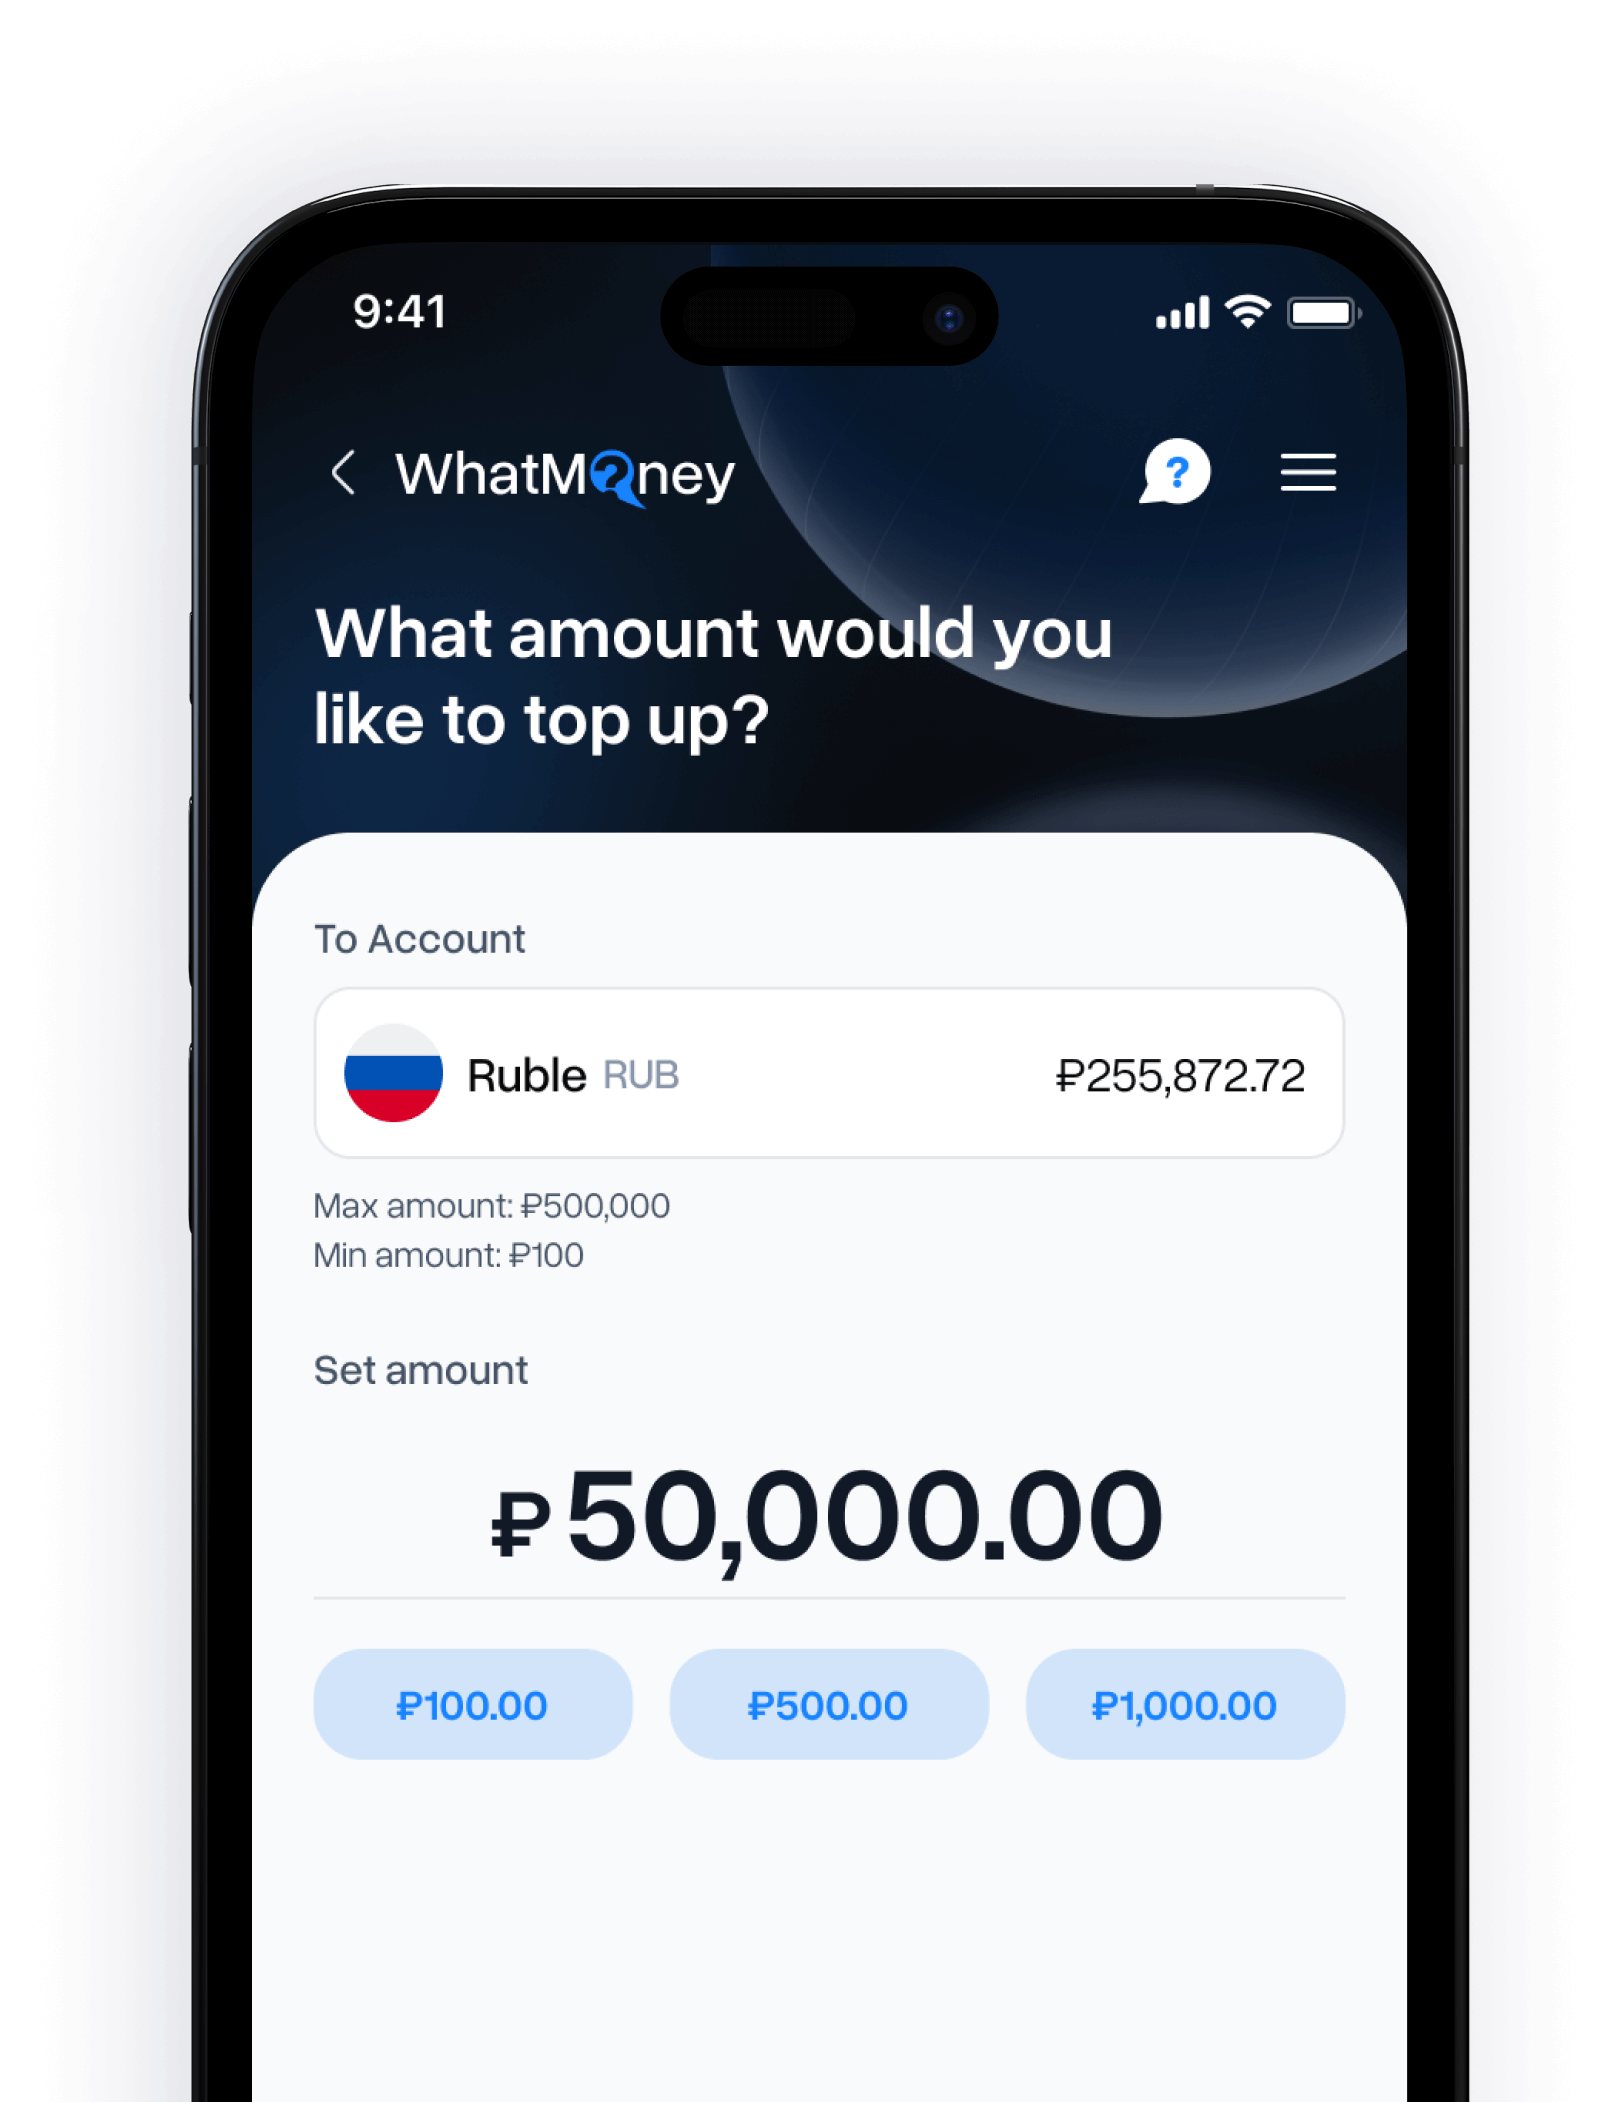 9:41
WhatMoney
?
What amount would you
like to top up?
To Account
Ruble RUB ₽255,872.72
Max amount: ₽500,000
Min amount: ₽100
Set amount
₽50,000.00
₽100.00 ₽500.00 ₽1,000.00